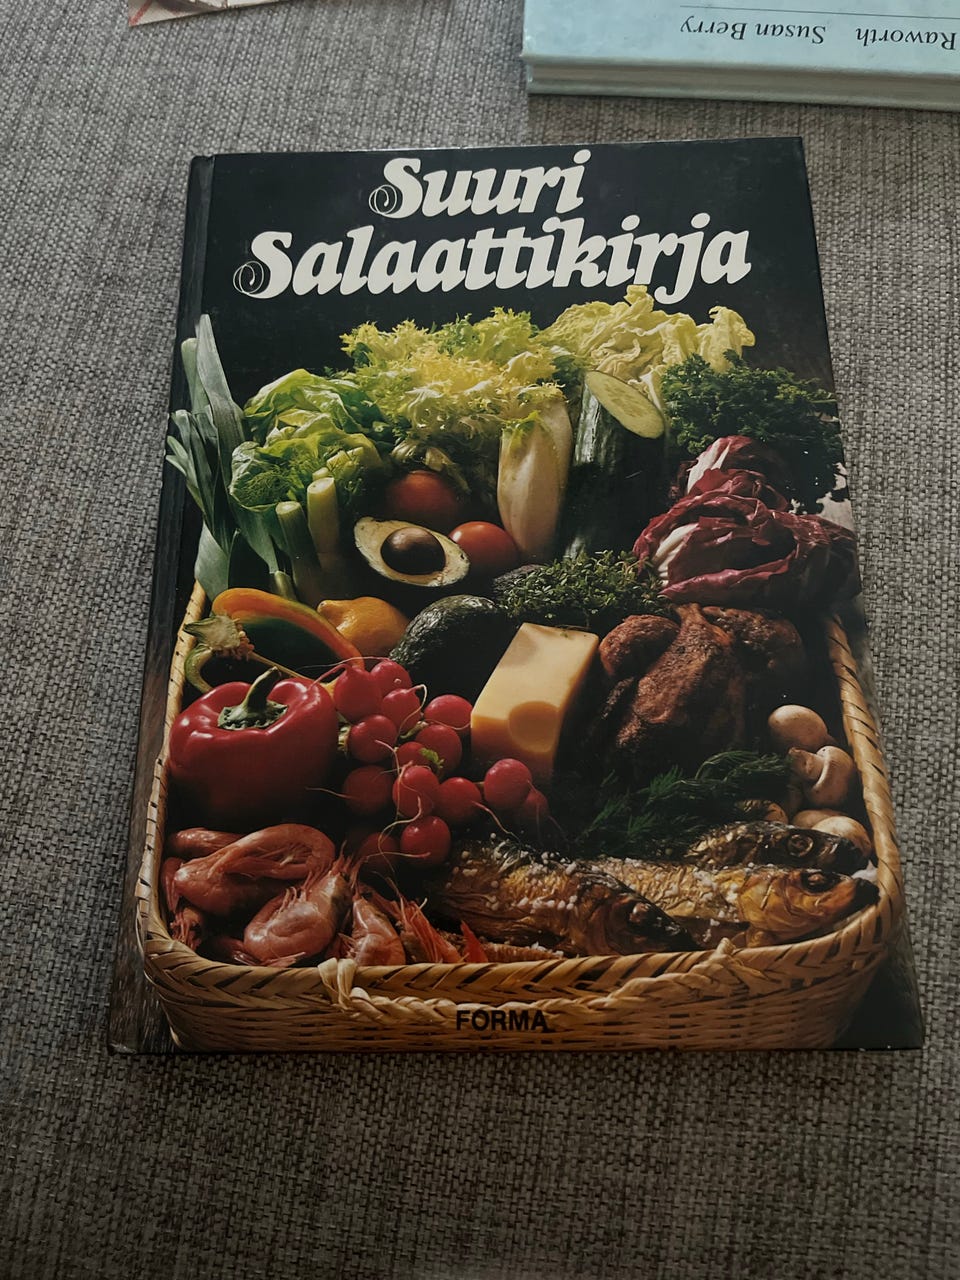 Raworth Susan Berry
Suuri
Salaattikirja
FORMA